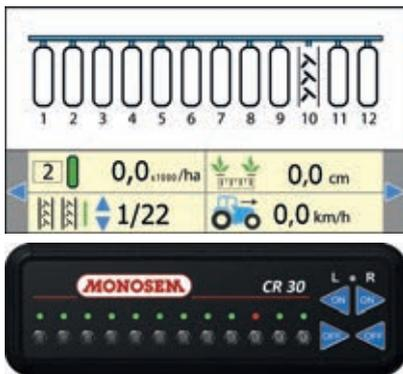 1 2 3 4 5 6 7 8 9 10 11 12
2 0,0 x1000/ha 0,0 cm
1/22 0,0 km/h
MONOSEM CR 30 L R
ON ON
OFF OFF